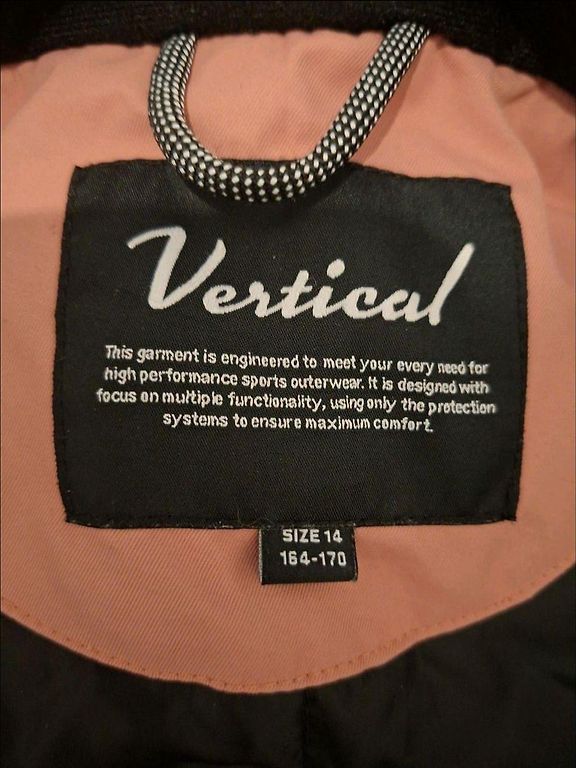 Vertical
This garment is engineered to meet your every need for
high performance sports outerwear. It is designed with
focus on multiple functionality, using only the protection
systems to ensure maximum comfort.
SIZE 14
164-170